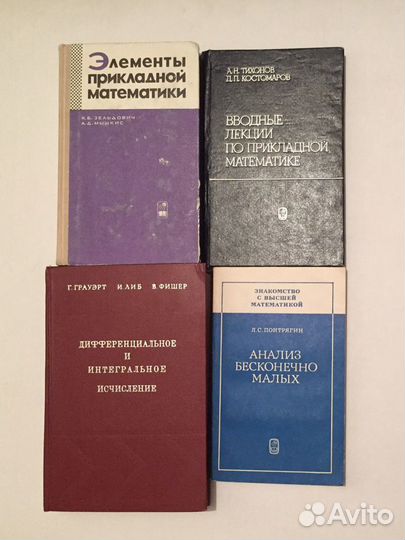 Элементы
прикладной
математики
Я.Б. ЗЕЛЬДОВИЧ
А.Д. МЫШКИС
А.Н. ТИХОНОВ
Д.П. КОСТОМАРОВ
ВВОДНЫЕ
ЛЕКЦИИ
ПО ПРИКЛАДНОЙ
МАТЕМАТИКЕ
Г. ГРАУЭРТ И. ЛИБ В. ФИШЕР
ДИФФЕРЕНЦИАЛЬНОЕ
И
ИНТЕГРАЛЬНОЕ
ИСЧИСЛЕНИЕ
ЗНАКОМСТВО
С ВЫСШЕЙ
МАТЕМАТИКОЙ
Л.С. ПОНТРЯГИН
АНАЛИЗ
БЕСКОНЕЧНО
МАЛЫХ
Avito